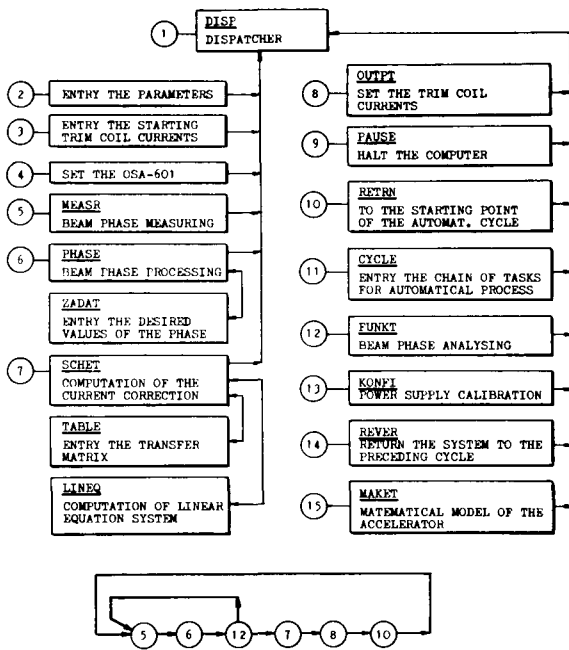 1
DISP
DISPATCHER
2
ENTRY THE PARAMETERS
3
ENTRY THE STARTING
TRIM COIL CURRENTS
4
SET THE OSA-601
5
MEASR
BEAM PHASE MEASURING
6
PHASE
BEAM PHASE PROCESSING
ZADAT
ENTRY THE DESIRED
VALUES OF THE PHASE
7
SCHET
COMPUTATION OF THE
CURRENT CORRECTION
TABLE
ENTRY THE TRANSFER
MATRIX
LINEQ
COMPUTATION OF LINEAR
EQUATION SYSTEM
8
OUTPT
SET THE TRIM COIL
CURRENTS
9
PAUSE
HALT THE COMPUTER
10
RETRN
TO THE STARTING POINT
OF THE AUTOMAT. CYCLE
11
CYCLE
ENTRY THE CHAIN OF TASKS
FOR AUTOMATICAL PROCESS
12
FUNKT
BEAM PHASE ANALYSING
13
KONFI
POWER SUPPLY CALIBRATION
14
REVER
RETURN THE SYSTEM TO THE
PRECEDING CYCLE
15
MAKET
MATEMATICAL MODEL OF THE
ACCELERATOR
5 6 12 7 8 10